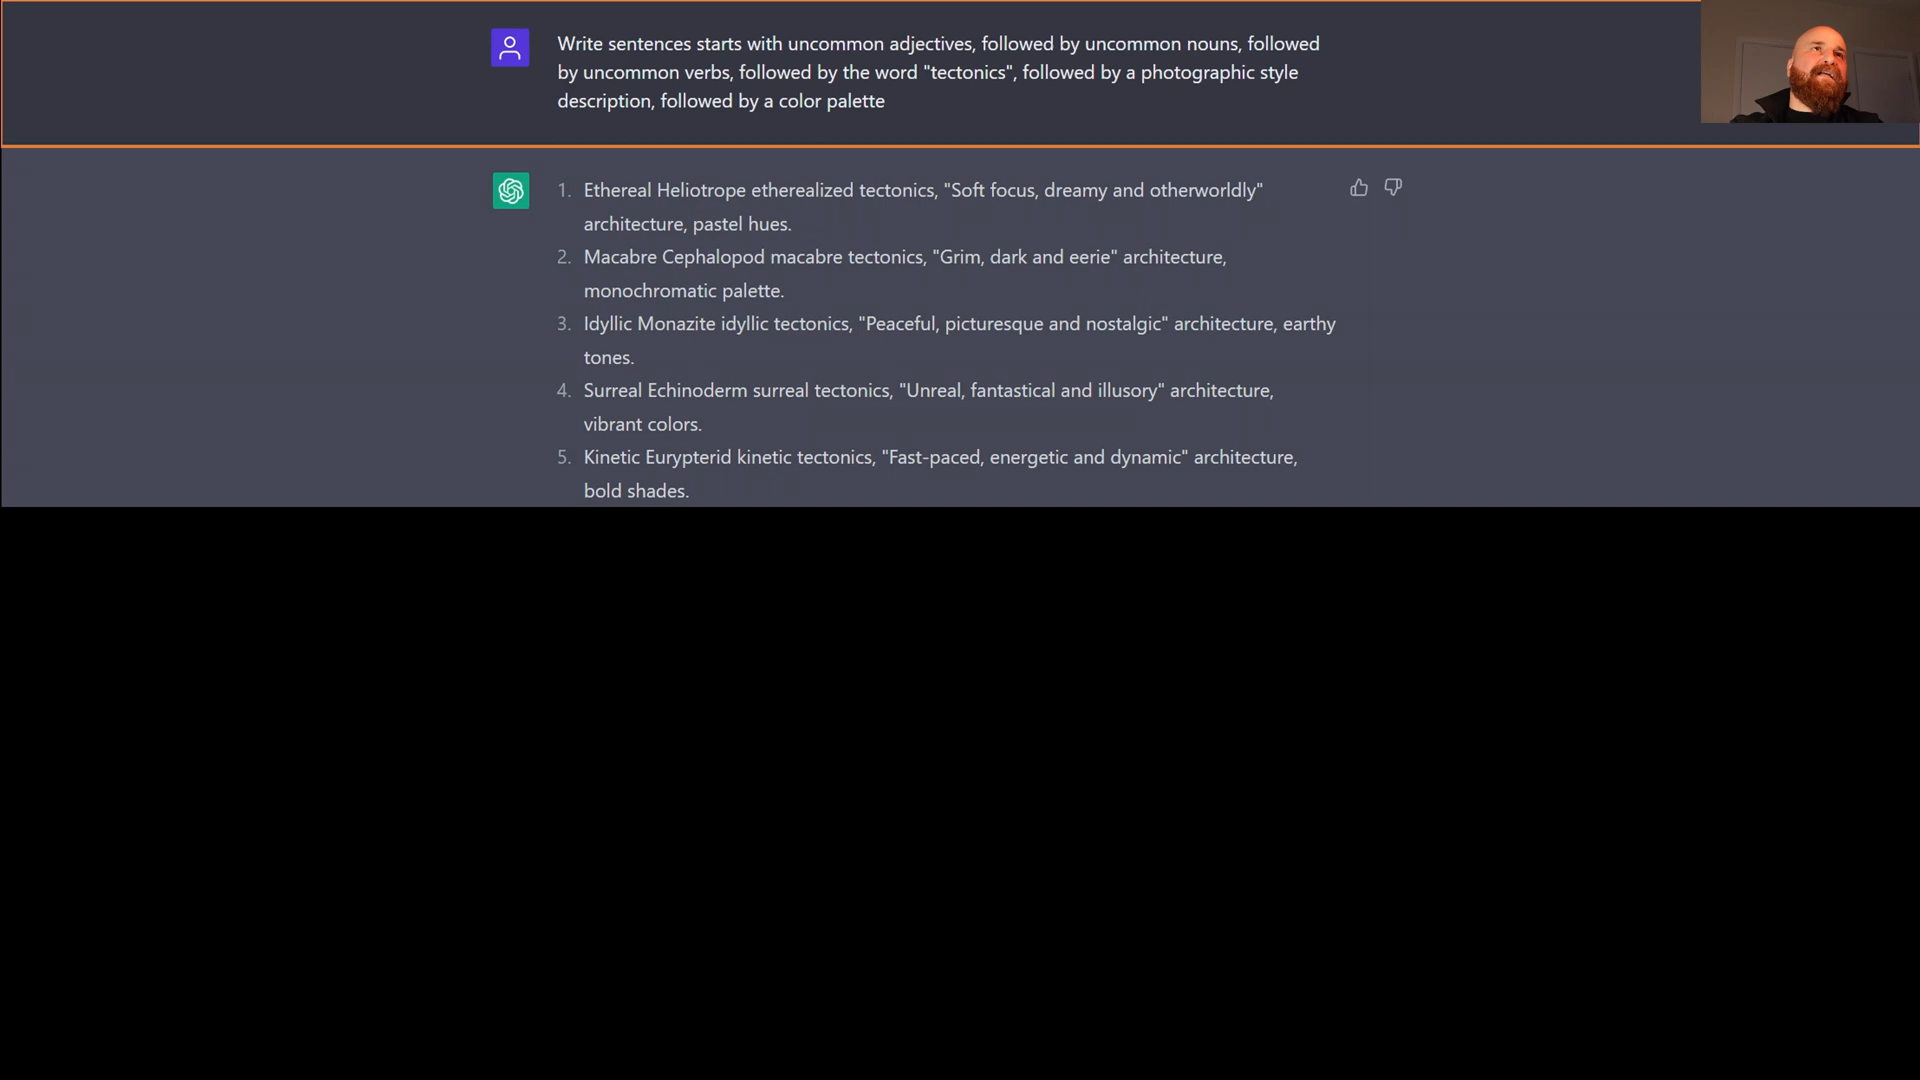 Write sentences starts with uncommon adjectives, followed by uncommon nouns, followed
by uncommon verbs, followed by the word "tectonics", followed by a photographic style
description, followed by a color palette
1. Ethereal Heliotrope etherealized tectonics, "Soft focus, dreamy and otherworldly"
architecture, pastel hues.
2. Macabre Cephalopod macabre tectonics, "Grim, dark and eerie" architecture,
monochromatic palette.
3. Idyllic Monazite idyllic tectonics, "Peaceful, picturesque and nostalgic" architecture, earthy
tones.
4. Surreal Echinoderm surreal tectonics, "Unreal, fantastical and illusory" architecture,
vibrant colors.
5. Kinetic Eurypterid kinetic tectonics, "Fast-paced, energetic and dynamic" architecture,
bold shades.